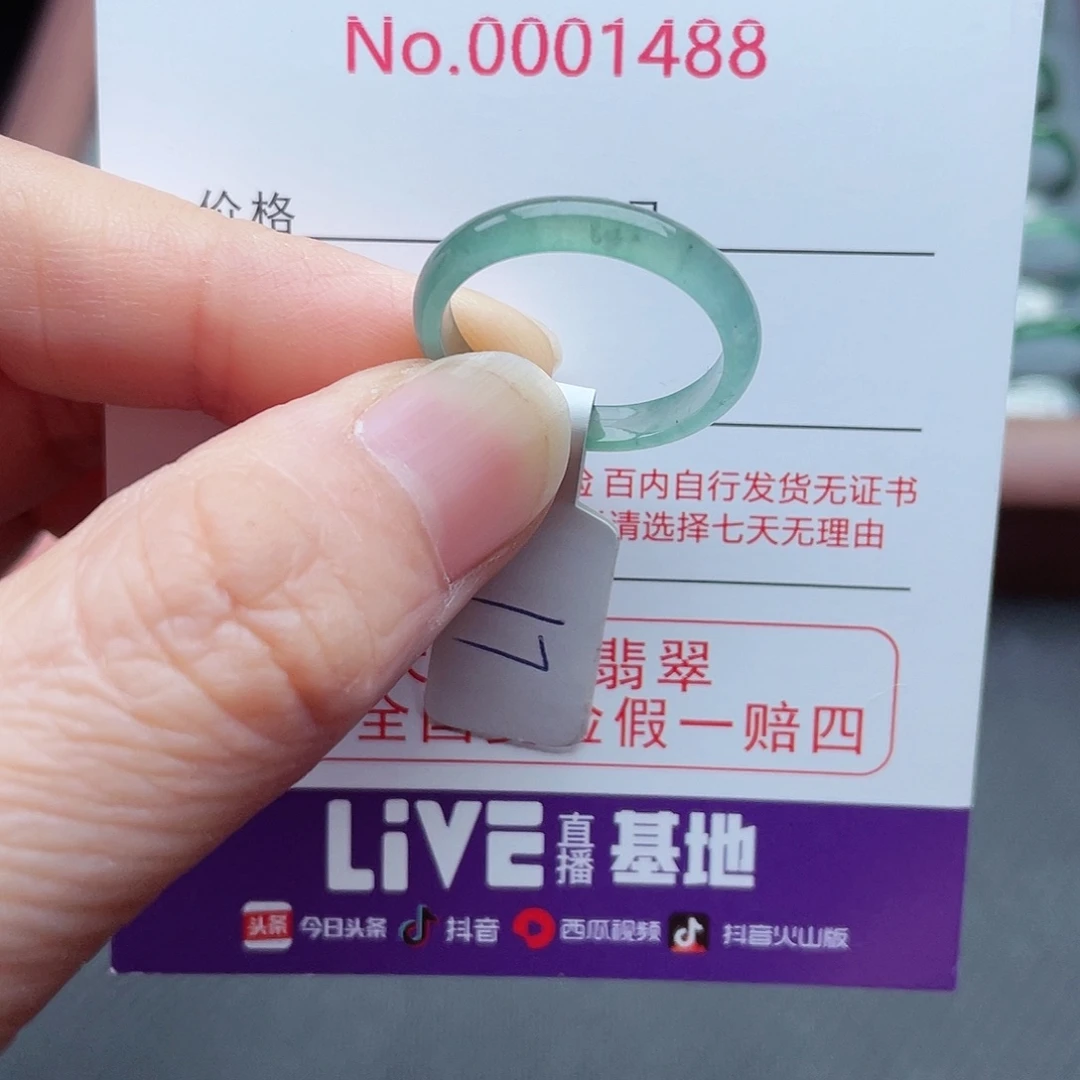 No.0001488
价格
百内自行发货无证书
请选择七天无理由
17
翡翠
全国 假一赔四
LiVE直播基地
头条 今日头条 抖音 西瓜视频 抖音火山版